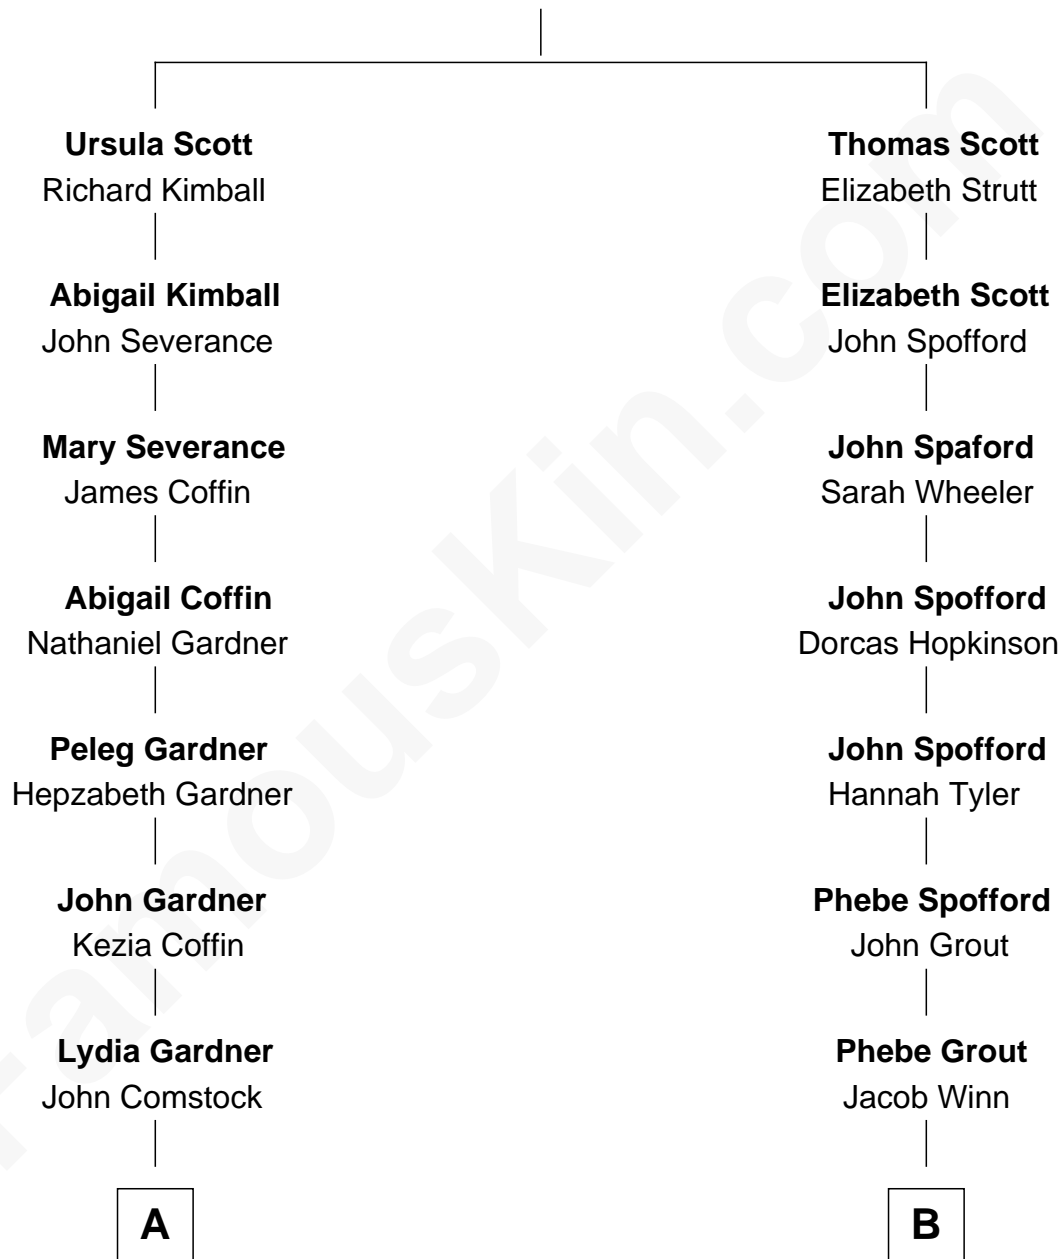 Ursula Scott
Richard Kimball
Abigail Kimball
John Severance
Mary Severance
James Coffin
Abigail Coffin
Nathaniel Gardner
Peleg Gardner
Hepzabeth Gardner
John Gardner
Kezia Coffin
Lydia Gardner
John Comstock
A
Thomas Scott
Elizabeth Strutt
Elizabeth Scott
John Spofford
John Spaford
Sarah Wheeler
John Spofford
Dorcas Hopkinson
John Spofford
Hannah Tyler
Phebe Spofford
John Grout
Phebe Grout
Jacob Winn
B
FamousKin.com